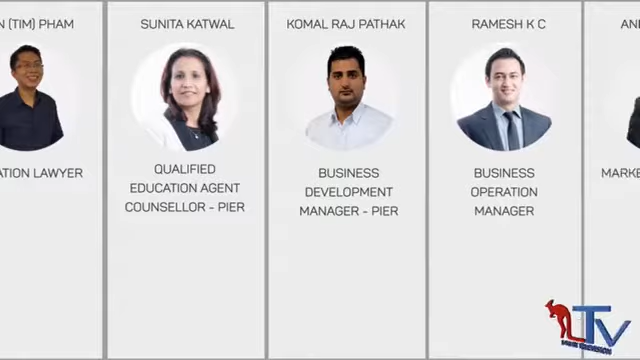 N (TIM) PHAM
ATION LAWYER
SUNITA KATWAL
QUALIFIED
EDUCATION AGENT
COUNSELLOR - PIER
KOMAL RAJ PATHAK
BUSINESS
DEVELOPMENT
MANAGER - PIER
RAMESH K C
BUSINESS
OPERATION
MANAGER
AN
MARKE
TV